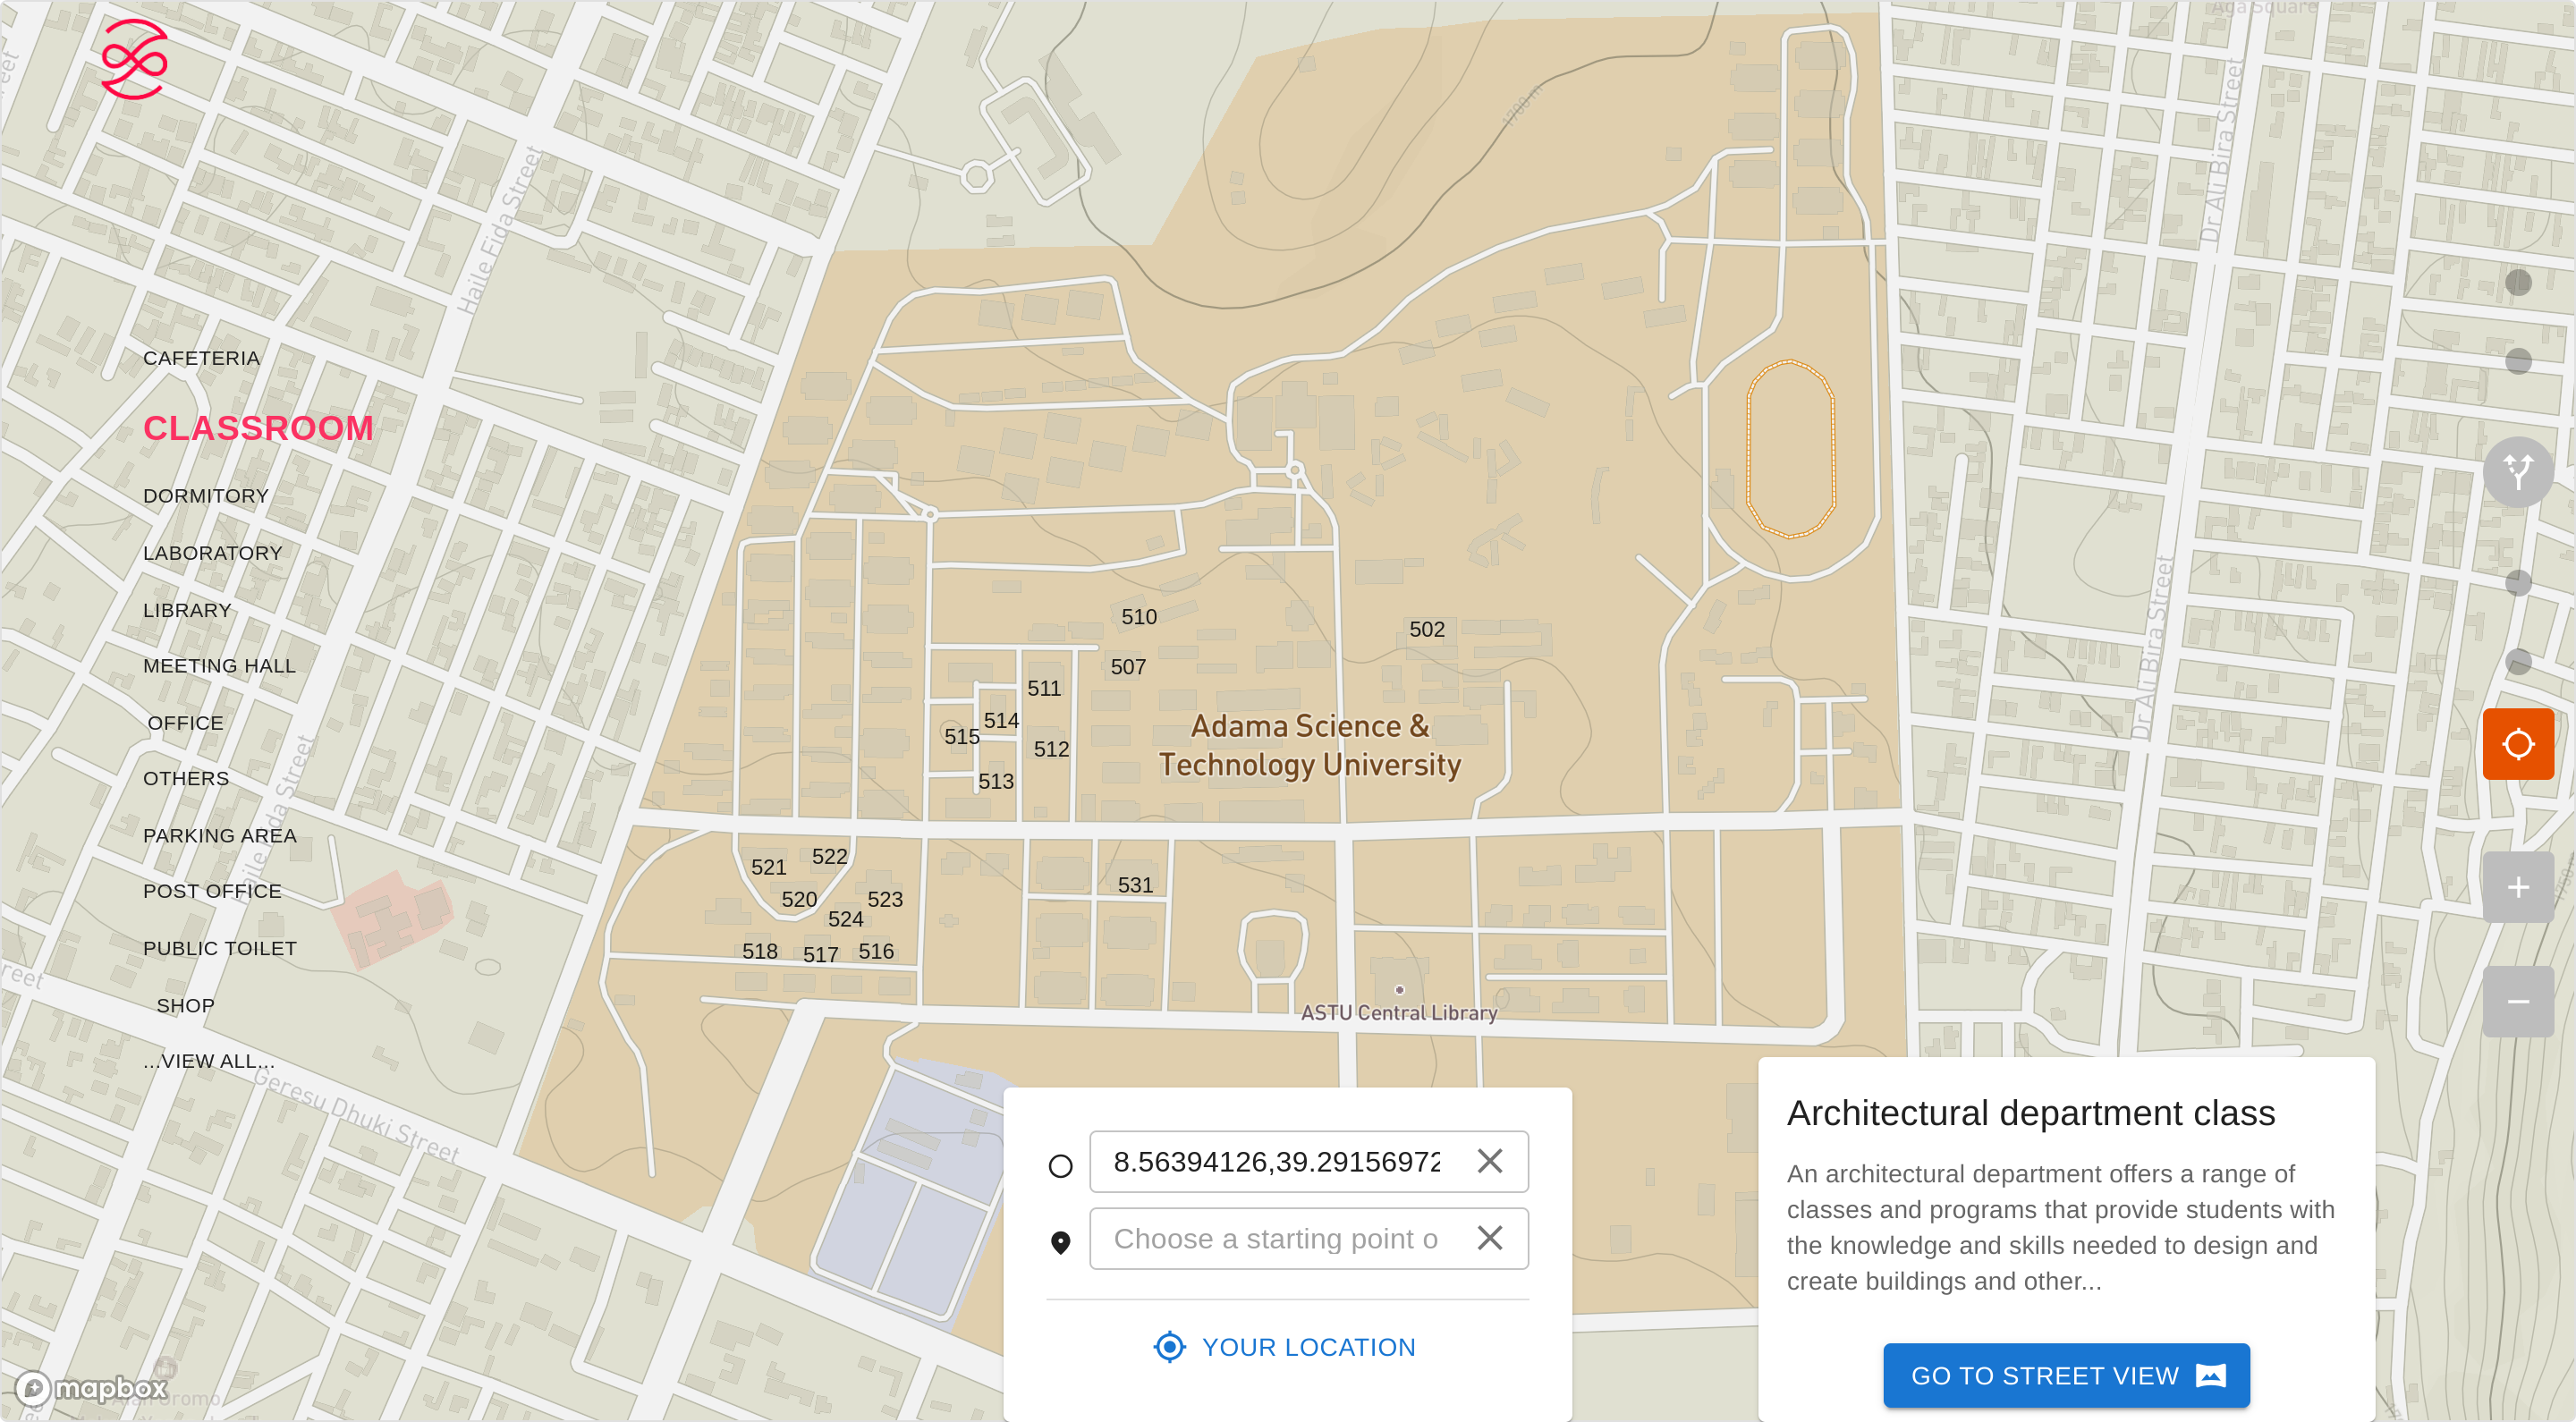 Aga Square
Haile Fida Street
1700 m
Dr Ali Bira Street
CAFETERIA
CLASSROOM
DORMITORY
LABORATORY
LIBRARY
MEETING HALL
OFFICE
OTHERS
PARKING AREA
POST OFFICE
PUBLIC TOILET
SHOP
...VIEW ALL...
510
502
507
511
514
515
512
513
Adama Science &
Technology University
Dr Ali Bira Street
Haile Fida Street
521
522
520
523
524
531
518
517
516
ASTU Central Library
reet
Geresu Dhuki Street
8.56394126,39.29156972
Choose a starting point o
YOUR LOCATION
Architectural department class
An architectural department offers a range of
classes and programs that provide students with
the knowledge and skills needed to design and
create buildings and other...
GO TO STREET VIEW
mapbox